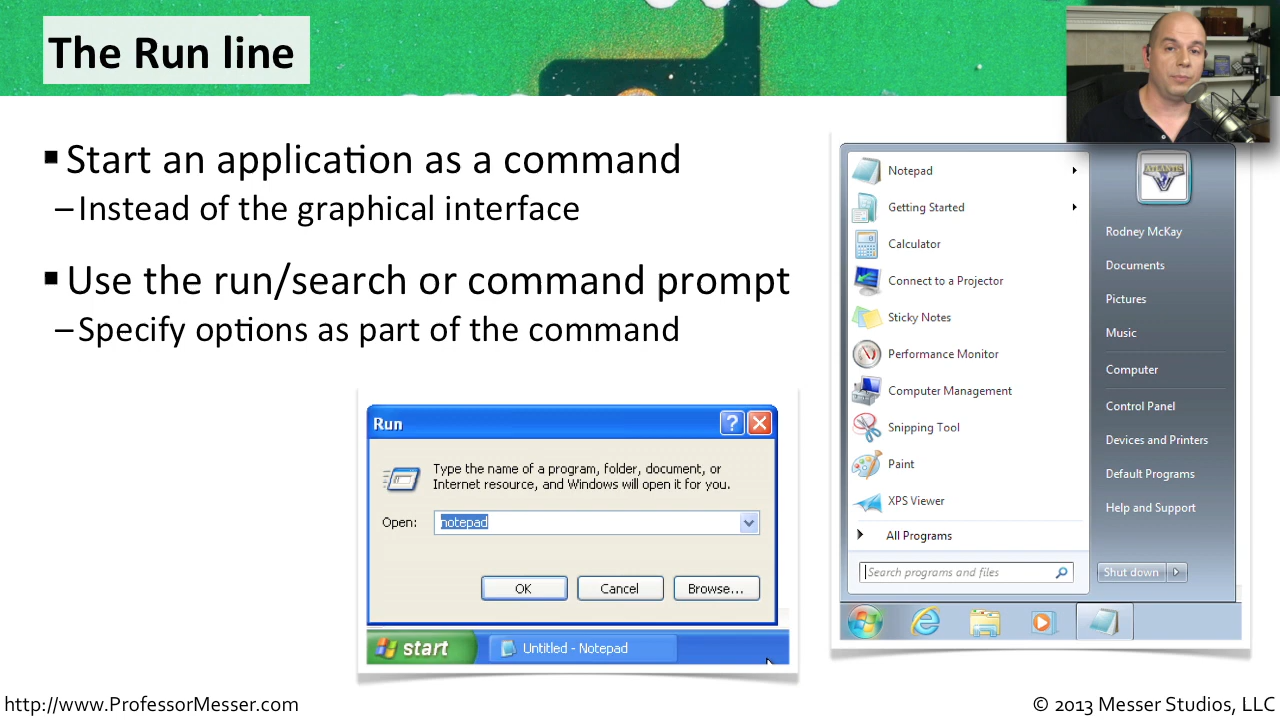 The Run line
▪ Start an application as a command
– Instead of the graphical interface
▪ Use the run/search or command prompt
– Specify options as part of the command
Run
Type the name of a program, folder, document, or
Internet resource, and Windows will open it for you.
Open: notepad
OK Cancel Browse...
start Untitled - Notepad
Notepad
Getting Started
Calculator
Connect to a Projector
Sticky Notes
Performance Monitor
Computer Management
Snipping Tool
Paint
XPS Viewer
All Programs
Search programs and files
ATLANTIS
Rodney McKay
Documents
Pictures
Music
Computer
Control Panel
Devices and Printers
Default Programs
Help and Support
Shut down
http://www.ProfessorMesser.com
© 2013 Messer Studios, LLC